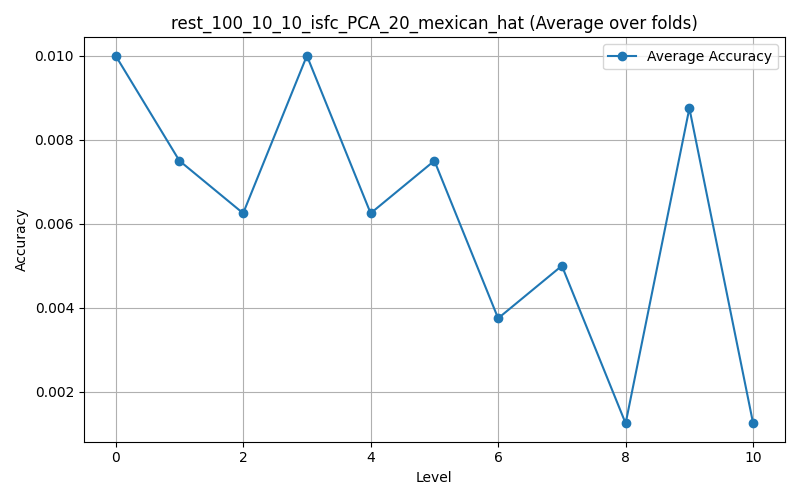 rest_100_10_10_isfc_PCA_20_mexican_hat (Average over folds)
Average Accuracy
0.010
0.008
0.006
0.004
0.002
Accuracy
0 2 4 6 8 10
Level